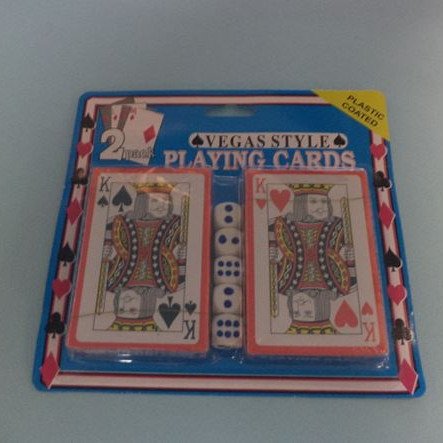 PLASTIC
COATED
2 pack
VEGAS STYLE
PLAYING CARDS
K K
K K